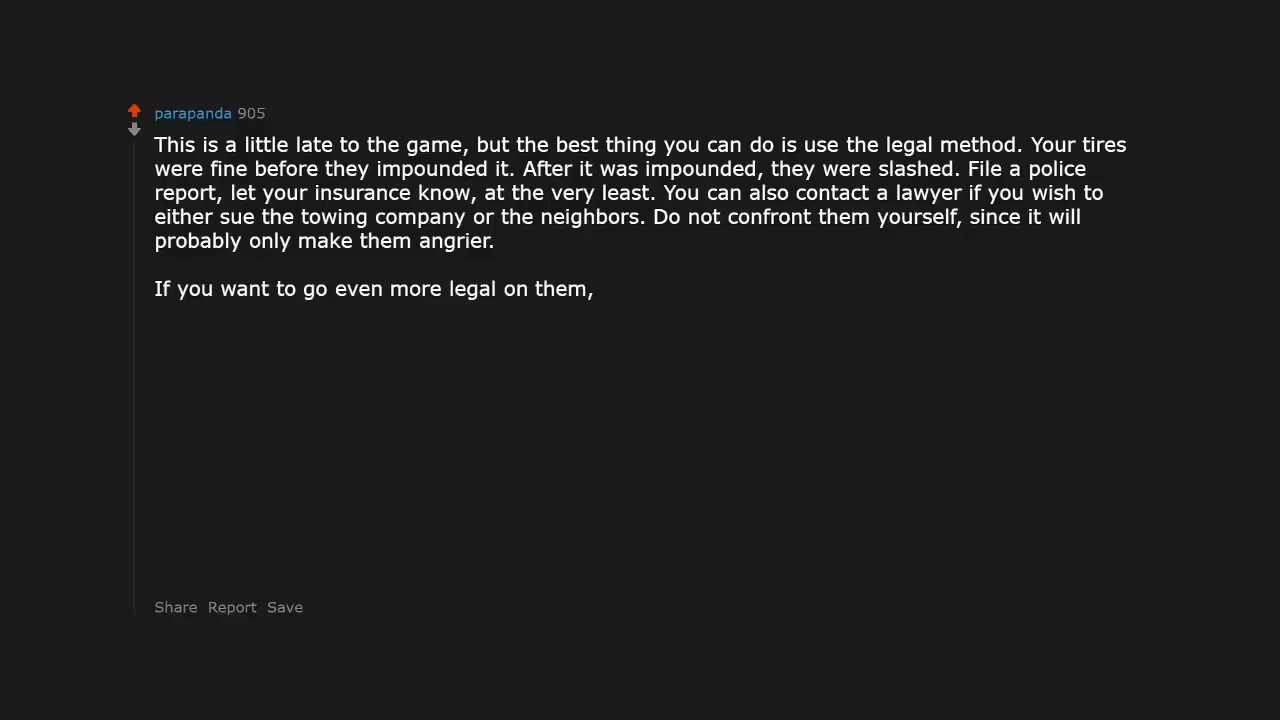 parapanda 905
This is a little late to the game, but the best thing you can do is use the legal method. Your tires
were fine before they impounded it. After it was impounded, they were slashed. File a police
report, let your insurance know, at the very least. You can also contact a lawyer if you wish to
either sue the towing company or the neighbors. Do not confront them yourself, since it will
probably only make them angrier.
If you want to go even more legal on them,
Share Report Save